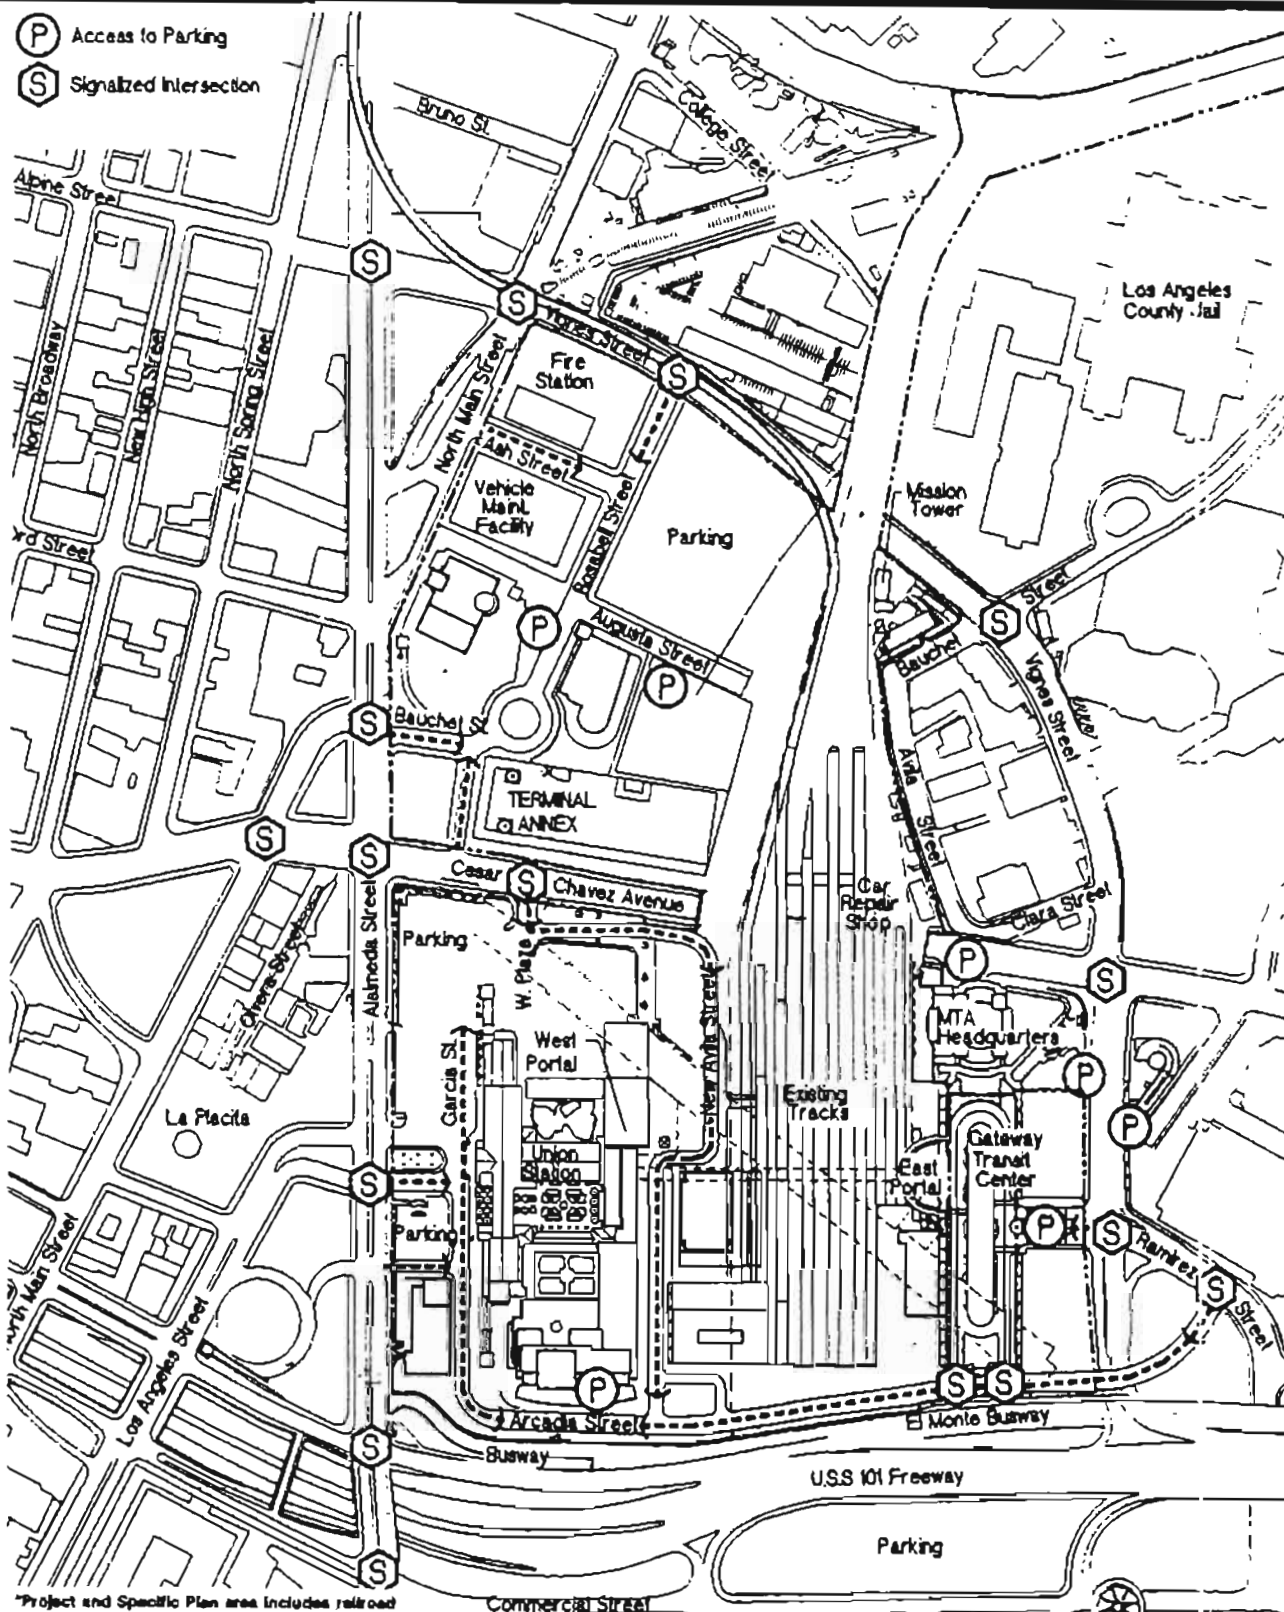 P Access to Parking
S Signalized Intersection
Bruno St.
College Street
Alpine Street
S
Los Angeles
County Jail
S
Vignes Street
North Broadway
New High Street
North Spring Street
North Main Street
Fire
Station
S
Ash Street
Vehicle
Maint.
Facility
Rosabell Street
Parking
Mission
Tower
ord Street
Street
S
P
Augusta Street
Bauchet
Vignes Street
P
S
Bauchet St.
Avila
Street
TERMINAL
ANNEX
S
S
Cesar
S
Chavez Avenue
Car
Repair
Shop
Clara Street
Parking
Alameda Street
W. Plaza
Olvera Street
P
S
MTA
Headquarters
New Avila Street
West
Portal
Garcia St.
P
Existing
Tracks
La Placita
P
Union
Station
Gateway
Transit
Center
East
Portal
S
Parking
P
S
Ramirez
S
Street
North Main Street
Los Angeles Street
P
S
S
Arcadia Street
El Monte Busway
S
Busway
U.S.S 101 Freeway
Parking
S
*Project and Specific Plan area includes railroad
Commercial Street